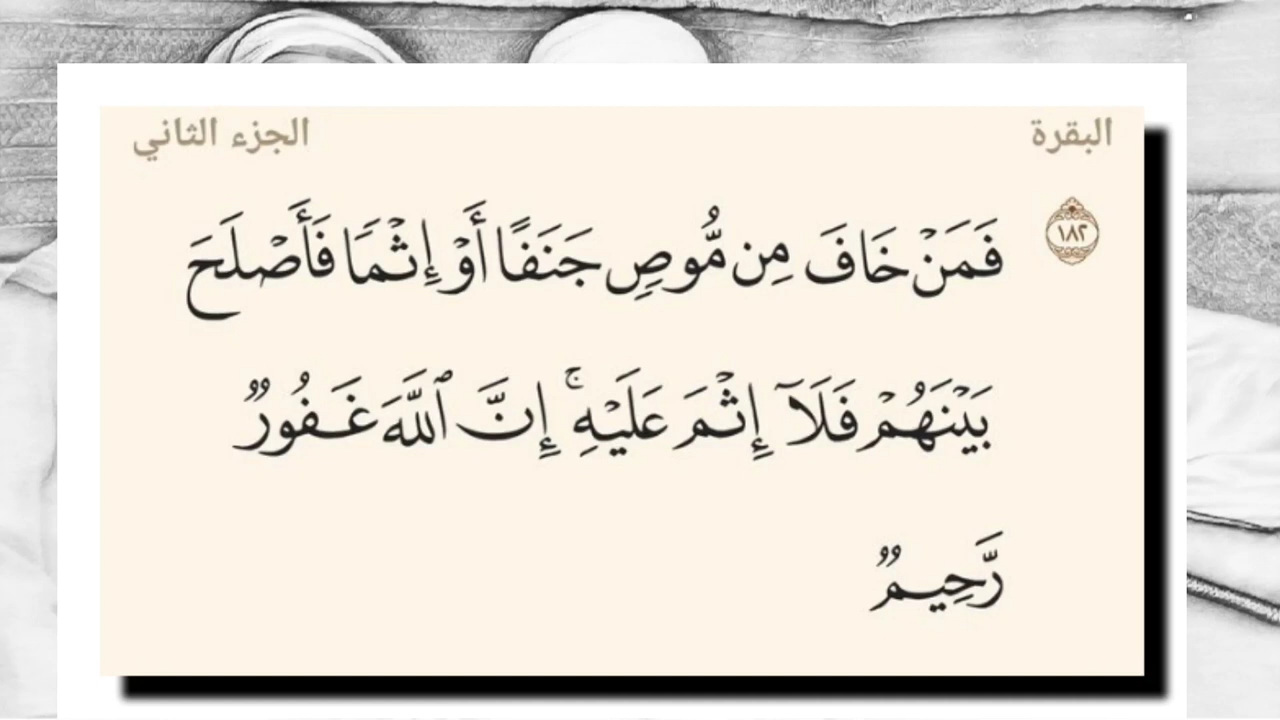 البقرة الجزء الثاني
١٨٢ فَمَنۡ خَافَ مِن مُّوصٖ جَنَفًا أَوۡ إِثۡمٗا فَأَصۡلَحَ
بَيۡنَهُمۡ فَلَآ إِثۡمَ عَلَيۡهِۚ إِنَّ ٱللَّهَ غَفُورٞ
رَّحِيمٞ